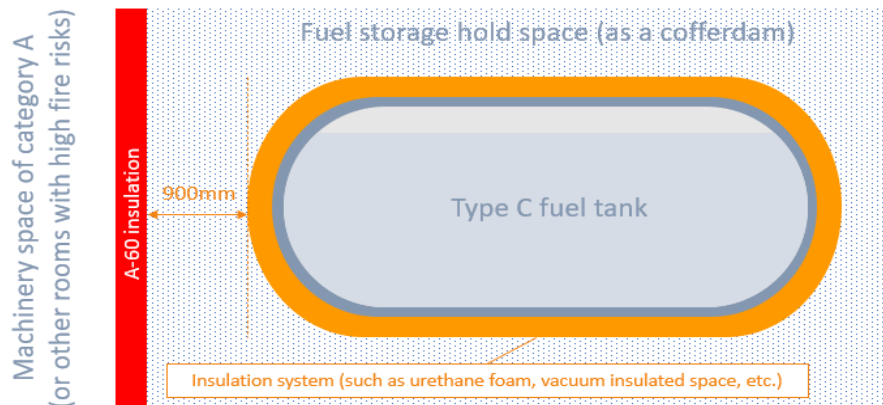 Machinery space of category A
(or other rooms with high fire risks)
A-60 insulation
Fuel storage hold space (as a cofferdam)
900mm
Type C fuel tank
Insulation system (such as urethane foam, vacuum insulated space, etc.)